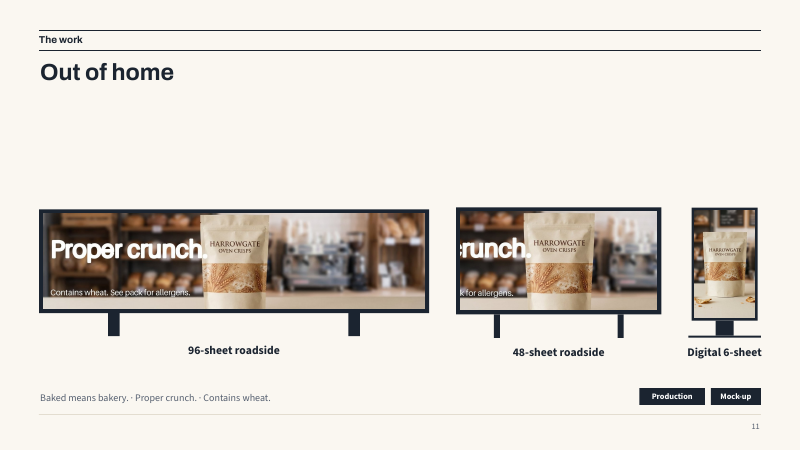 The work
Out of home
Proper crunch.
HARROWGATE
OVEN CRISPS
Contains wheat. See pack for allergens.
crunch.
HARROWGATE
OVEN CRISPS
k for allergens.
HARROWGATE
OVEN CRISPS
96-sheet roadside
48-sheet roadside
Digital 6-sheet
Baked means bakery. · Proper crunch. · Contains wheat.
Production
Mock-up
11